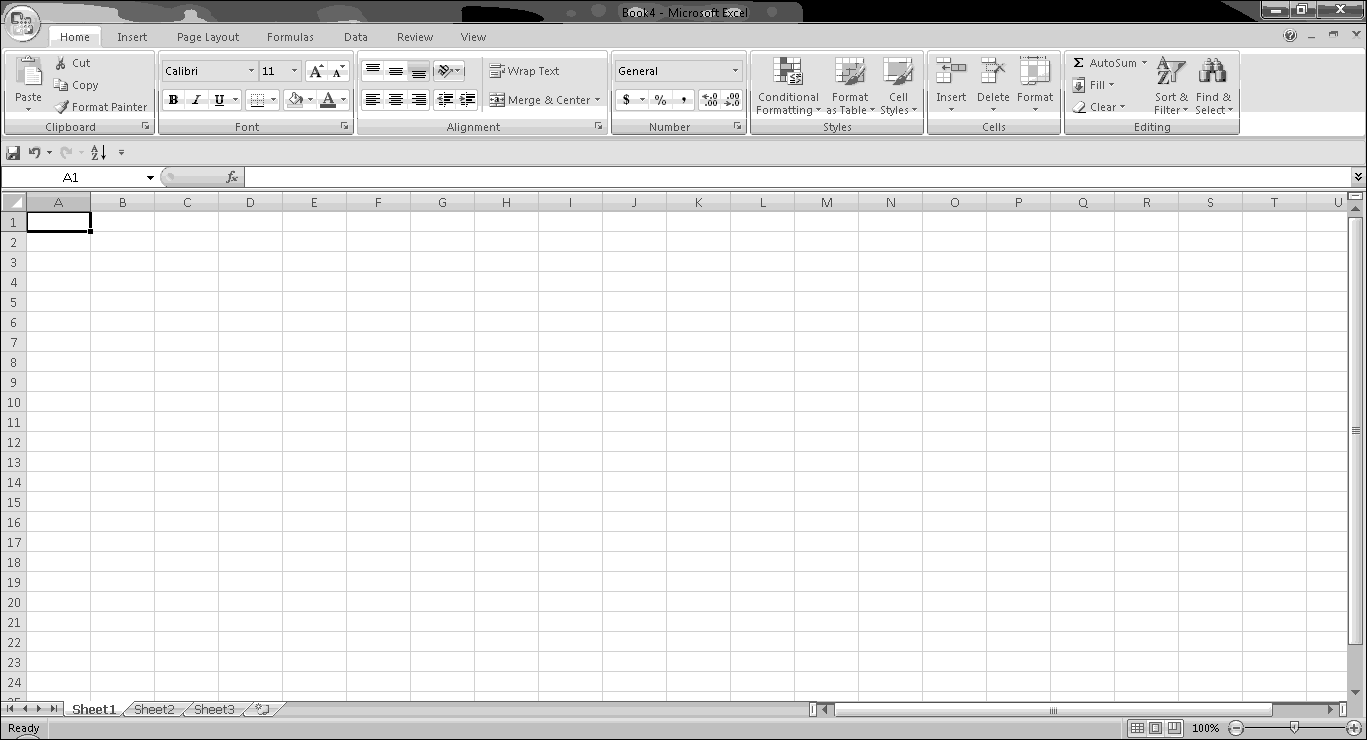 Book4 - Microsoft Excel
Home Insert Page Layout Formulas Data Review View
Paste
Cut
Copy
Format Painter
Clipboard
Calibri 11
B I U A
Font
Wrap Text
Merge & Center
Alignment
General
$ % ,
Number
Conditional Formatting
Format as Table
Cell Styles
Styles
Insert Delete Format
Cells
Σ AutoSum
Fill
Clear
Sort & Filter
Find & Select
Editing
A1 fx
A B C D E F G H I J K L M N O P Q R S T U
1
2
3
4
5
6
7
8
9
10
11
12
13
14
15
16
17
18
19
20
21
22
23
24
Sheet1 Sheet2 Sheet3
Ready 100%